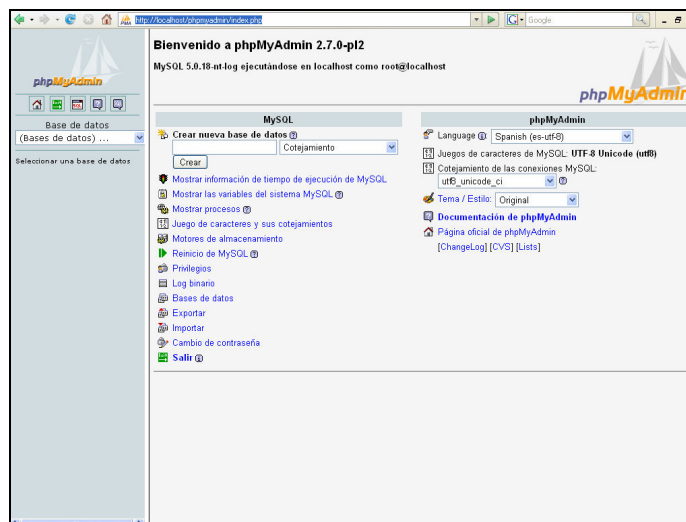 http://localhost/phpmyadmin/index.php
G
Google
phpMyAdmin
Base de datos
(Bases de datos) ...
Seleccionar una base de datos
Bienvenido a phpMyAdmin 2.7.0-pl2
MySQL 5.0.18-nt-log ejecutándose en localhost como root@localhost
phpMyAdmin
MySQL
Crear nueva base de datos
Cotejamiento
Crear
Mostrar información de tiempo de ejecución de MySQL
Mostrar las variables del sistema MySQL
Mostrar procesos
Juego de caracteres y sus cotejamientos
Motores de almacenamiento
Reinicio de MySQL
Privilegios
Log binario
Bases de datos
Exportar
Importar
Cambio de contraseña
Salir
phpMyAdmin
Language: Spanish (es-utf-8)
Juegos de caracteres de MySQL: UTF-8 Unicode (utf8)
Cotejamiento de las conexiones MySQL:
utf8_unicode_ci
Tema / Estilo: Original
Documentación de phpMyAdmin
Página oficial de phpMyAdmin
[ChangeLog] [CVS] [Lists]